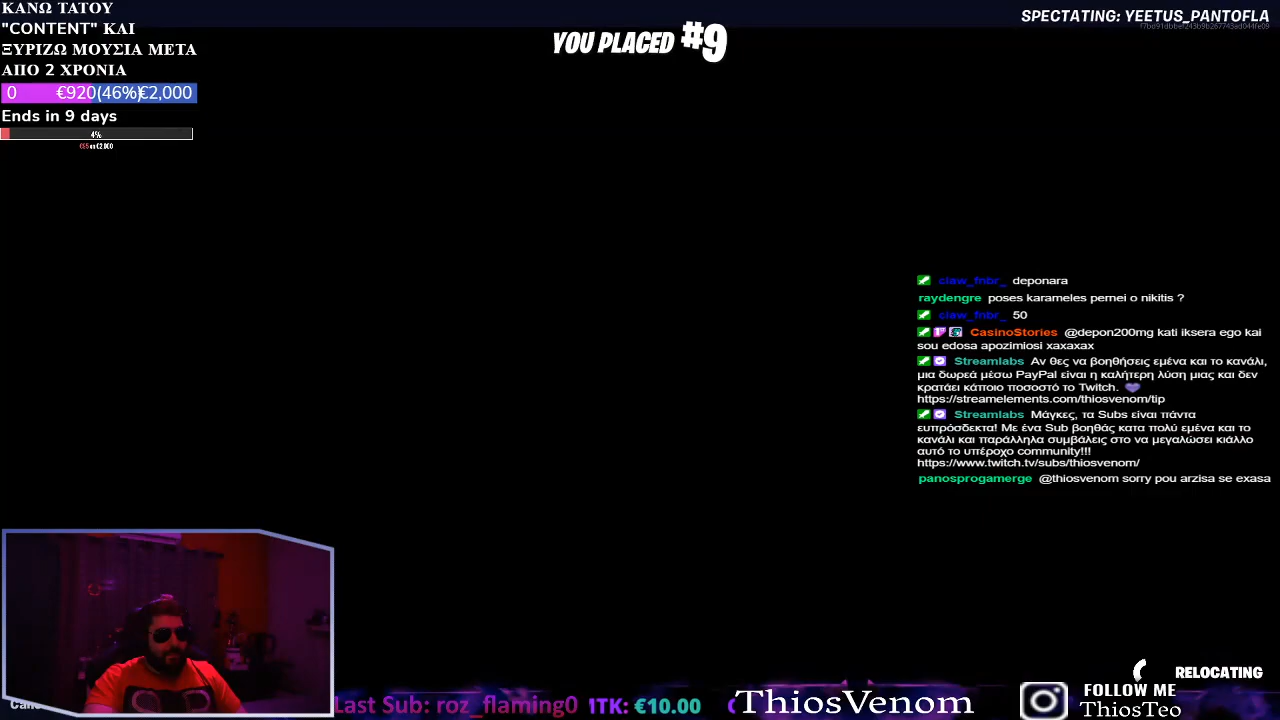 ΚΑΝΩ ΤΑΤΟΥ
"CONTENT" ΚΑΙ
ΞΥΡΙΖΩ ΜΟΥΣΙΑ ΜΕΤΑ
ΑΠΟ 2 ΧΡΟΝΙΑ
0 €920(46%) €2,000
Ends in 9 days
4%
YOU PLACED #9
SPECTATING: YEETUS_PANTOFLA
claw_fnbr_ deponara
raydengre poses karameles pernei o nikitis ?
claw_fnbr_ 50
CasinoStories @depon200mg kati iksera ego kai
sou edosa apozimiosi xaxaxax
Streamlabs Αν θες να βοηθήσεις εμένα και το κανάλι,
μια δωρεά μέσω PayPal είναι η καλήτερη λύση μιας και δεν
κρατάει κάποιο ποσοστό το Twitch.
https://streamelements.com/thiosvenom/tip
Streamlabs Μάγκες, τα Subs είναι πάντα
ευπρόσδεκτα! Με ένα Sub βοηθάς κατα πολύ εμένα και το
κανάλι και παράλληλα συμβάλεις στο να μεγαλώσει κιάλλο
αυτό το υπέροχο community!!!
https://www.twitch.tv/subs/thiosvenom/
panosprogamerge @thiosvenom sorry pou arzisa se exasa
RELOCATING
Last Sub: roz_flaming0 1TK: €10.00
ThiosVenom
FOLLOW ME
ThiosTeo